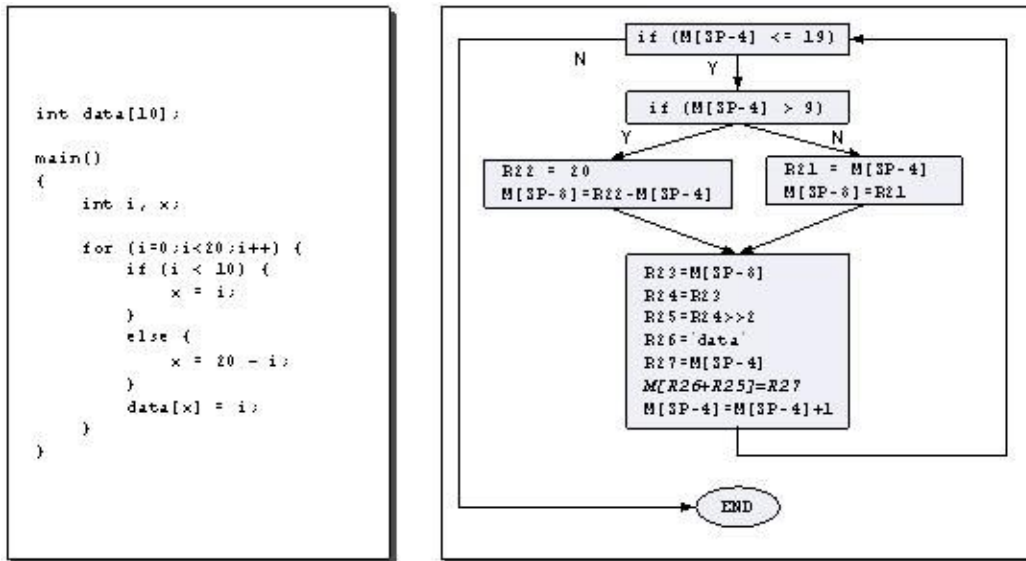 int data[10];
main()
{
int i, x;
for (i=0;i<20;i++) {
if (i < 10) {
x = i;
}
else {
x = 20 - i;
}
data[x] = i;
}
}
if (M[SP-4] <= 19)
N
Y
if (M[SP-4] > 9)
Y
N
R22 = 20
M[SP-8]=R22-M[SP-4]
R21 = M[SP-4]
M[SP-8]=R21
R23=M[SP-8]
R24=R23
R25=R24>>2
R26='data'
R27=M[SP-4]
M[R26+R25]=R27
M[SP-4]=M[SP-4]+1
END